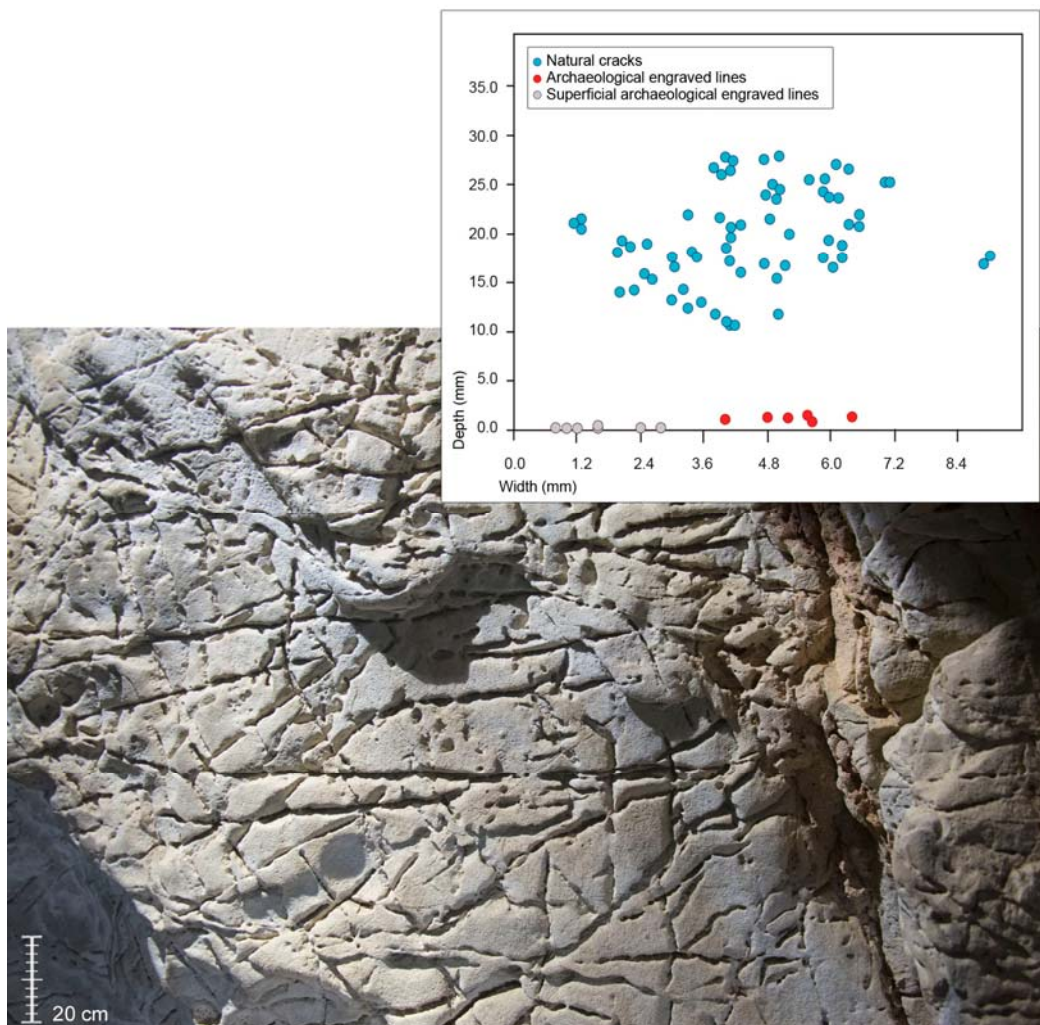 Natural cracks
Archaeological engraved lines
Superficial archaeological engraved lines
35.0
30.0
25.0
20.0
15.0
10.0
5.0
0.0
Depth (mm)
0.0 1.2 2.4 3.6 4.8 6.0 7.2 8.4
Width (mm)
20 cm